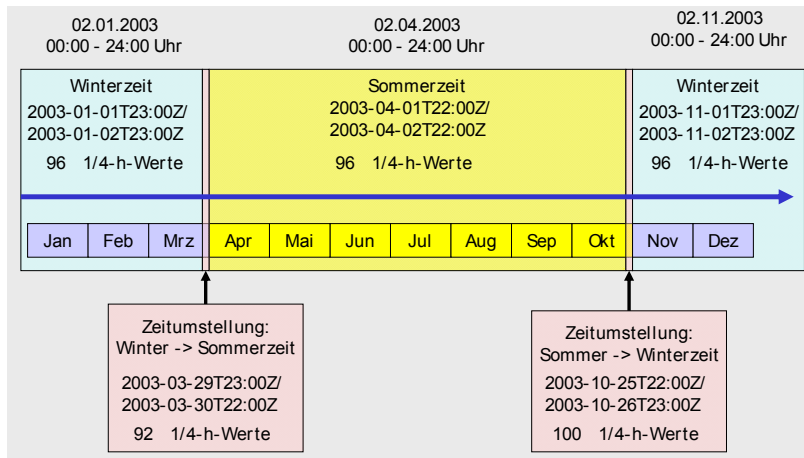 02.01.2003
00:00 - 24:00 Uhr
02.04.2003
00:00 - 24:00 Uhr
02.11.2003
00:00 - 24:00 Uhr
Winterzeit
2003-01-01T23:00Z/
2003-01-02T23:00Z
96 1/4-h-Werte
Sommerzeit
2003-04-01T22:00Z/
2003-04-02T22:00Z
96 1/4-h-Werte
Winterzeit
2003-11-01T23:00Z/
2003-11-02T23:00Z
96 1/4-h-Werte
Jan Feb Mrz Apr Mai Jun Jul Aug Sep Okt Nov Dez
Zeitumstellung:
Winter -> Sommerzeit
2003-03-29T23:00Z/
2003-03-30T22:00Z
92 1/4-h-Werte
Zeitumstellung:
Sommer -> Winterzeit
2003-10-25T22:00Z/
2003-10-26T23:00Z
100 1/4-h-Werte